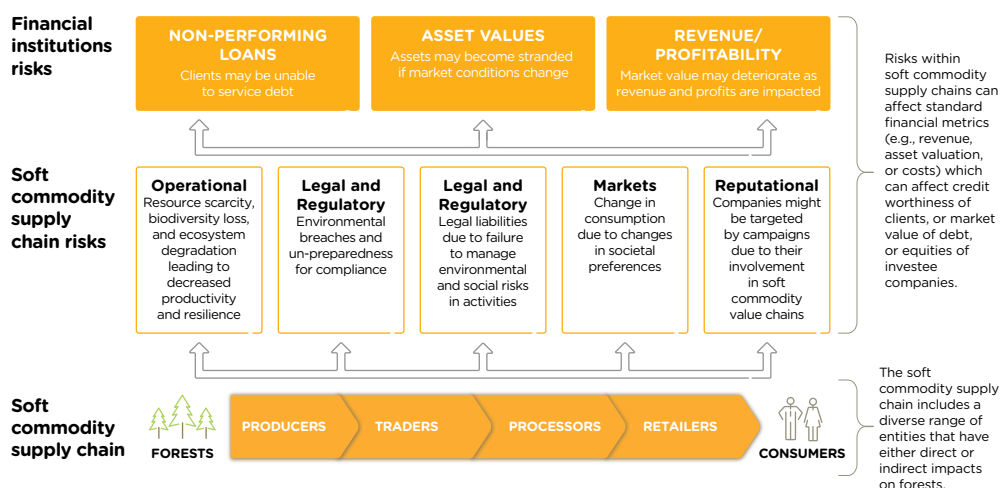 Financial
institutions
risks
NON-PERFORMING
LOANS
Clients may be unable
to service debt
ASSET VALUES
Assets may become stranded
if market conditions change
REVENUE/
PROFITABILITY
Market value may deteriorate as
revenue and profits are impacted
Risks within
soft commodity
supply chains can
affect standard
financial metrics
(e.g., revenue,
asset valuation,
or costs) which
can affect credit
worthiness of
clients, or market
value of debt,
or equities of
investee
companies.
Soft
commodity
supply
chain risks
Operational
Resource scarcity,
biodiversity loss,
and ecosystem
degradation
leading to
decreased
productivity
and resilience
Legal and
Regulatory
Environmental
breaches and
un-preparedness
for compliance
Legal and
Regulatory
Legal liabilities
due to failure
to manage
environmental
and social risks
in activities
Markets
Change in
consumption
due to changes
in societal
preferences
Reputational
Companies might
be targeted
by campaigns
due to their
involvement
in soft
commodity
value chains
Soft
commodity
supply chain
FORESTS
PRODUCERS
TRADERS
PROCESSORS
RETAILERS
CONSUMERS
The soft
commodity supply
chain includes a
diverse range of
entities that have
either direct or
indirect impacts
on forests.